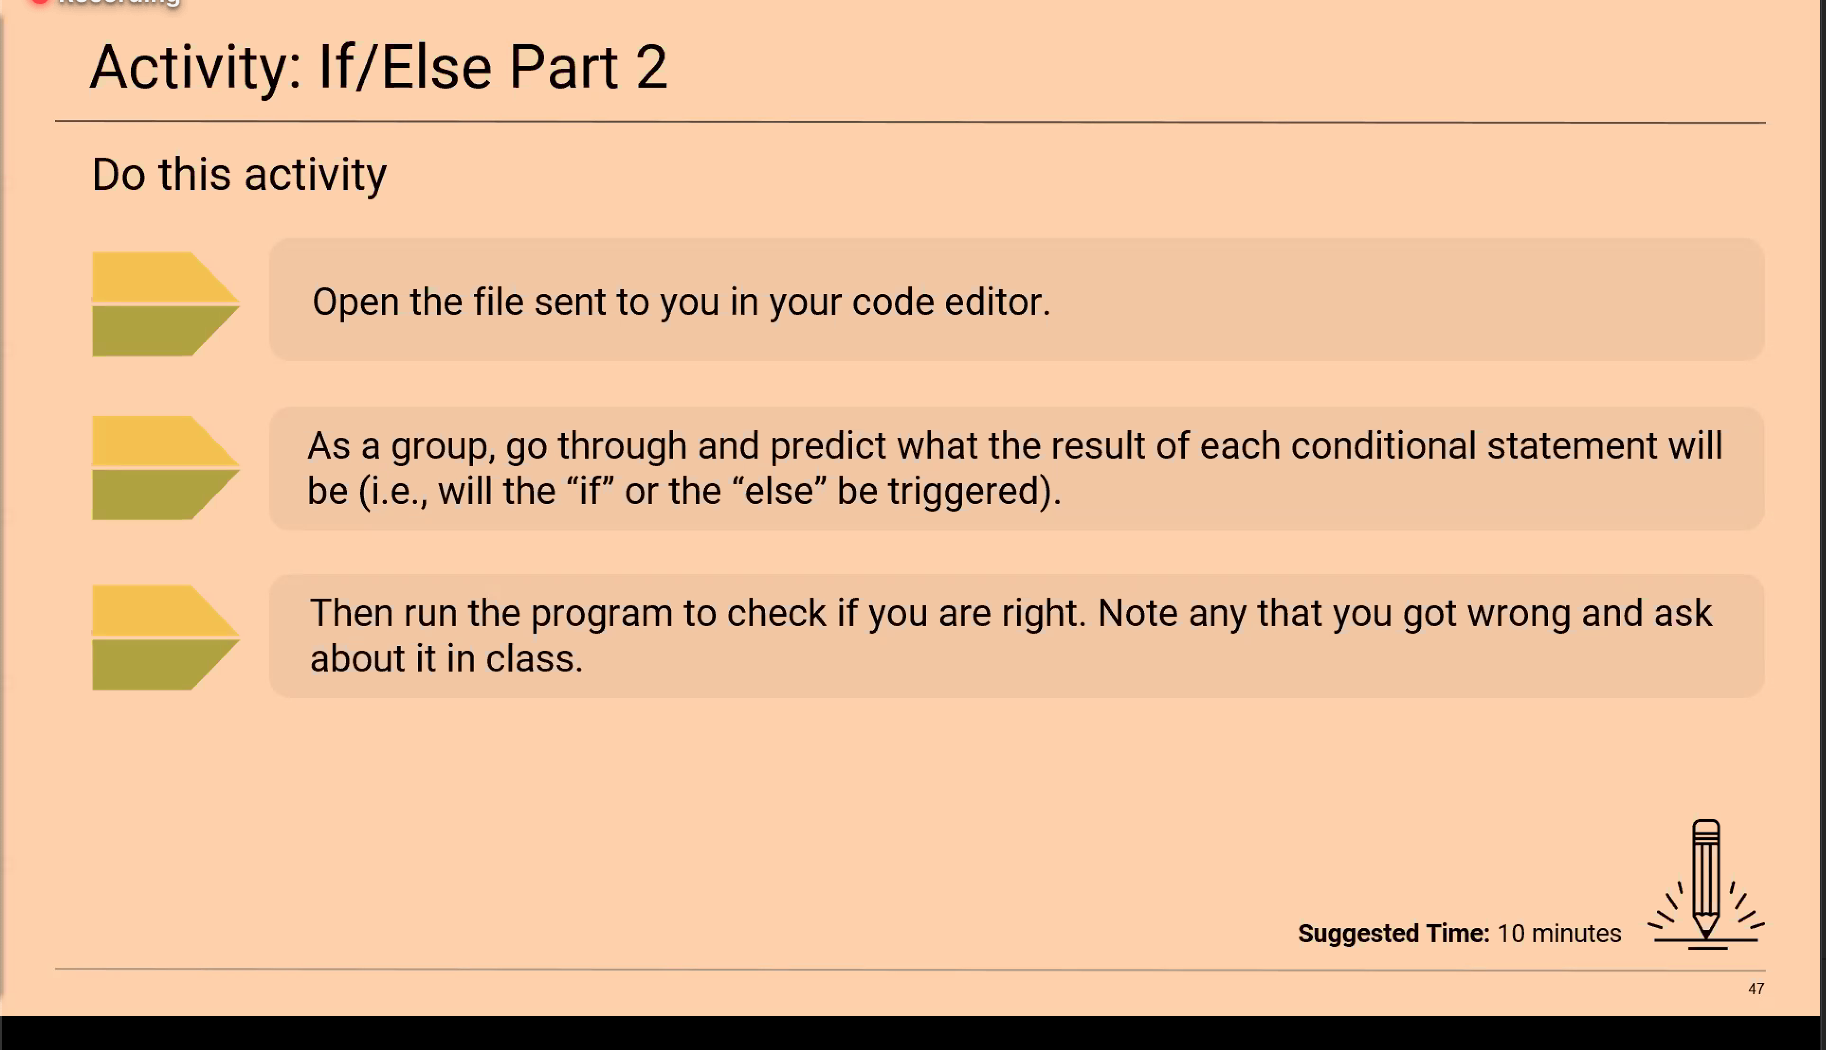 Recording
Activity: If/Else Part 2
Do this activity
Open the file sent to you in your code editor.
As a group, go through and predict what the result of each conditional statement will
be (i.e., will the “if” or the “else” be triggered).
Then run the program to check if you are right. Note any that you got wrong and ask
about it in class.
Suggested Time: 10 minutes
47